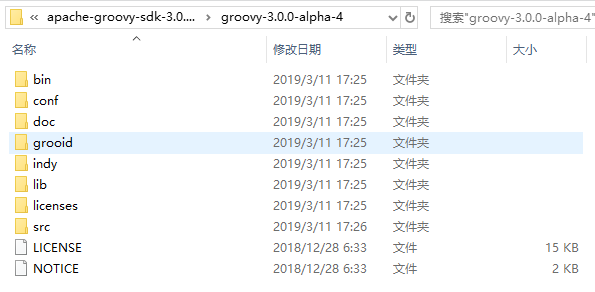 « apache-groovy-sdk-3.0.... › groovy-3.0.0-alpha-4 搜索"groovy-3.0.0-alpha-4"
名称 修改日期 类型 大小
bin 2019/3/11 17:25 文件夹
conf 2019/3/11 17:25 文件夹
doc 2019/3/11 17:25 文件夹
grooid 2019/3/11 17:25 文件夹
indy 2019/3/11 17:25 文件夹
lib 2019/3/11 17:25 文件夹
licenses 2019/3/11 17:25 文件夹
src 2019/3/11 17:26 文件夹
LICENSE 2018/12/28 6:33 文件 15 KB
NOTICE 2018/12/28 6:33 文件 2 KB